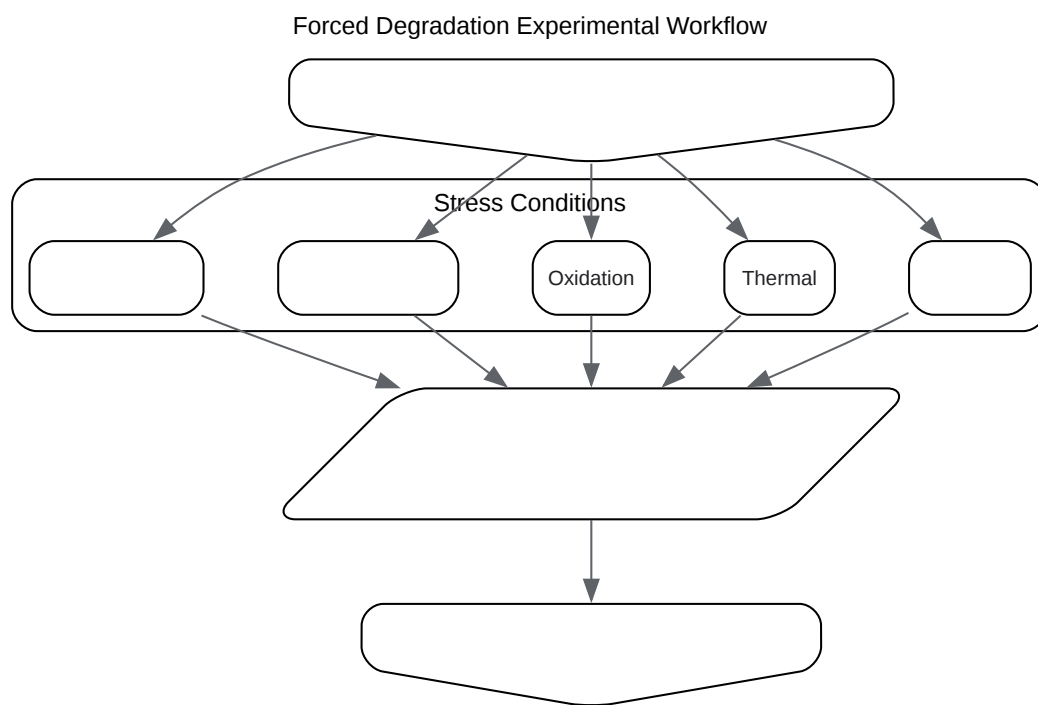 Forced Degradation Experimental Workflow
Stress Conditions
Oxidation
Thermal